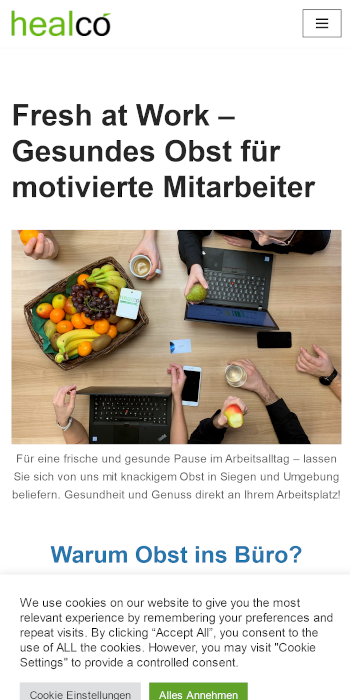 healcó
Fresh at Work –
Gesundes Obst für
motivierte Mitarbeiter
Für eine frische und gesunde Pause im Arbeitsalltag – lassen
Sie sich von uns mit knackigem Obst in Siegen und Umgebung
beliefern. Gesundheit und Genuss direkt an Ihrem Arbeitsplatz!
Warum Obst ins Büro?
We use cookies on our website to give you the most
relevant experience by remembering your preferences and
repeat visits. By clicking “Accept All”, you consent to the
use of ALL the cookies. However, you may visit "Cookie
Settings" to provide a controlled consent.
Cookie Einstellungen
Alles Annehmen